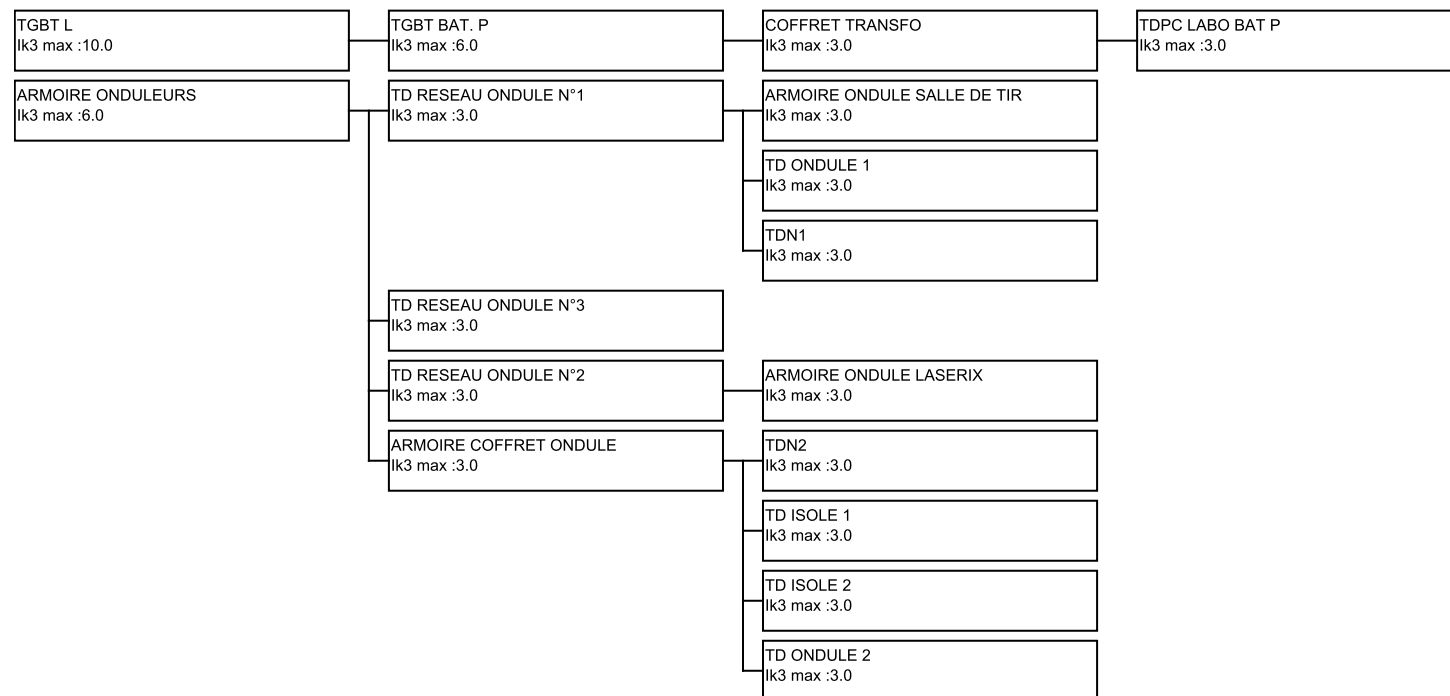 TGBT L
Ik3 max :10.0
TGBT BAT. P
Ik3 max :6.0
COFFRET TRANSFO
Ik3 max :3.0
TDPC LABO BAT P
Ik3 max :3.0
ARMOIRE ONDULEURS
Ik3 max :6.0
TD RESEAU ONDULE N°1
Ik3 max :3.0
ARMOIRE ONDULE SALLE DE TIR
Ik3 max :3.0
TD ONDULE 1
Ik3 max :3.0
TDN1
Ik3 max :3.0
TD RESEAU ONDULE N°3
Ik3 max :3.0
TD RESEAU ONDULE N°2
Ik3 max :3.0
ARMOIRE ONDULE LASERIX
Ik3 max :3.0
ARMOIRE COFFRET ONDULE
Ik3 max :3.0
TDN2
Ik3 max :3.0
TD ISOLE 1
Ik3 max :3.0
TD ISOLE 2
Ik3 max :3.0
TD ONDULE 2
Ik3 max :3.0